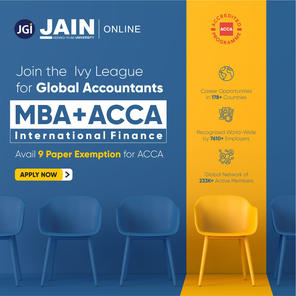 JGi JAIN ONLINE
DEEMED-TO-BE UNIVERSITY
Join the Ivy League
for Global Accountants
MBA+ACCA
International Finance
Avail 9 Paper Exemption for ACCA
APPLY NOW >
ACCREDITED
ACCA
PROGRAMME
Career Opportunities
in 178+ Countries
Recognised World-Wide
by 7610+ Employers
Global Network of
233K+ Active Members